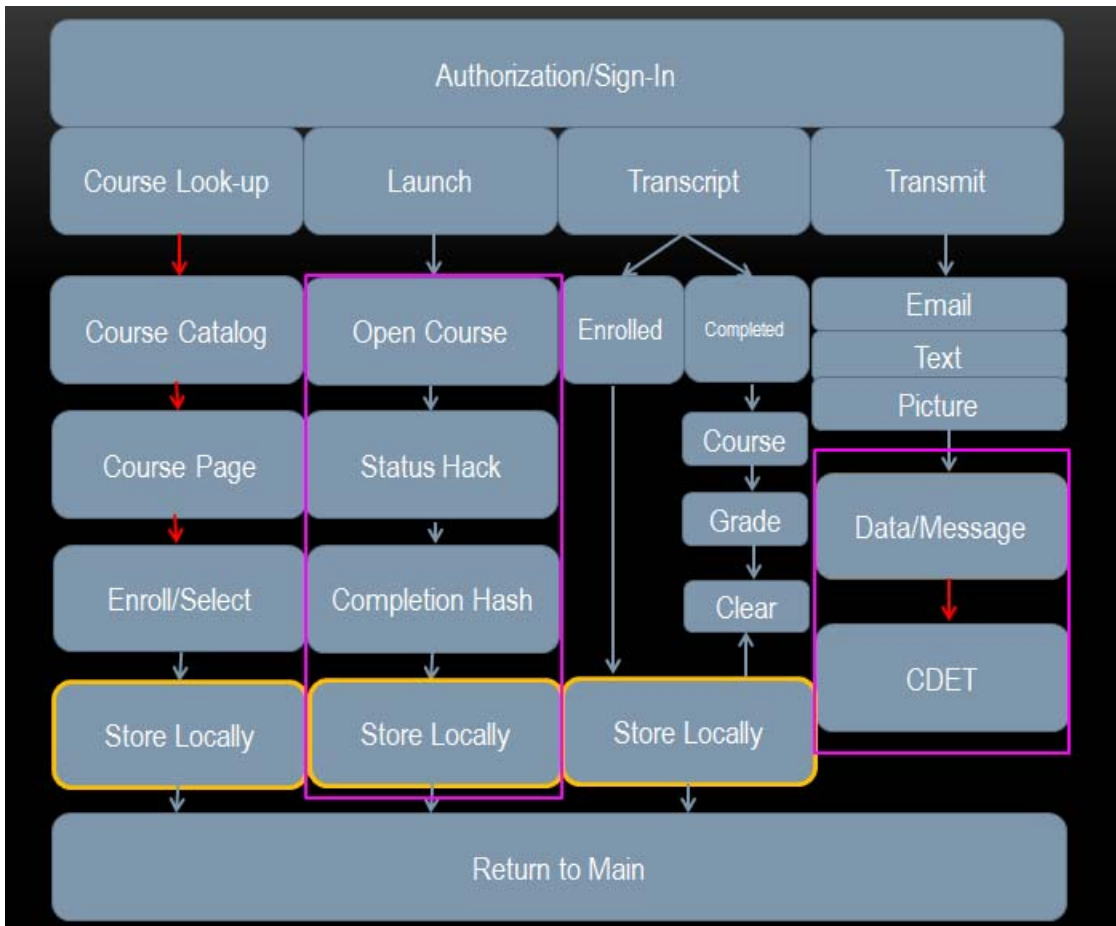 Authorization/Sign-In
Course Look-up
Launch
Transcript
Transmit
Course Catalog
Open Course
Enrolled
Completed
Email
Text
Picture
Course Page
Status Hack
Course
Grade
Data/Message
Enroll/Select
Completion Hash
Clear
CDET
Store Locally
Store Locally
Store Locally
Return to Main